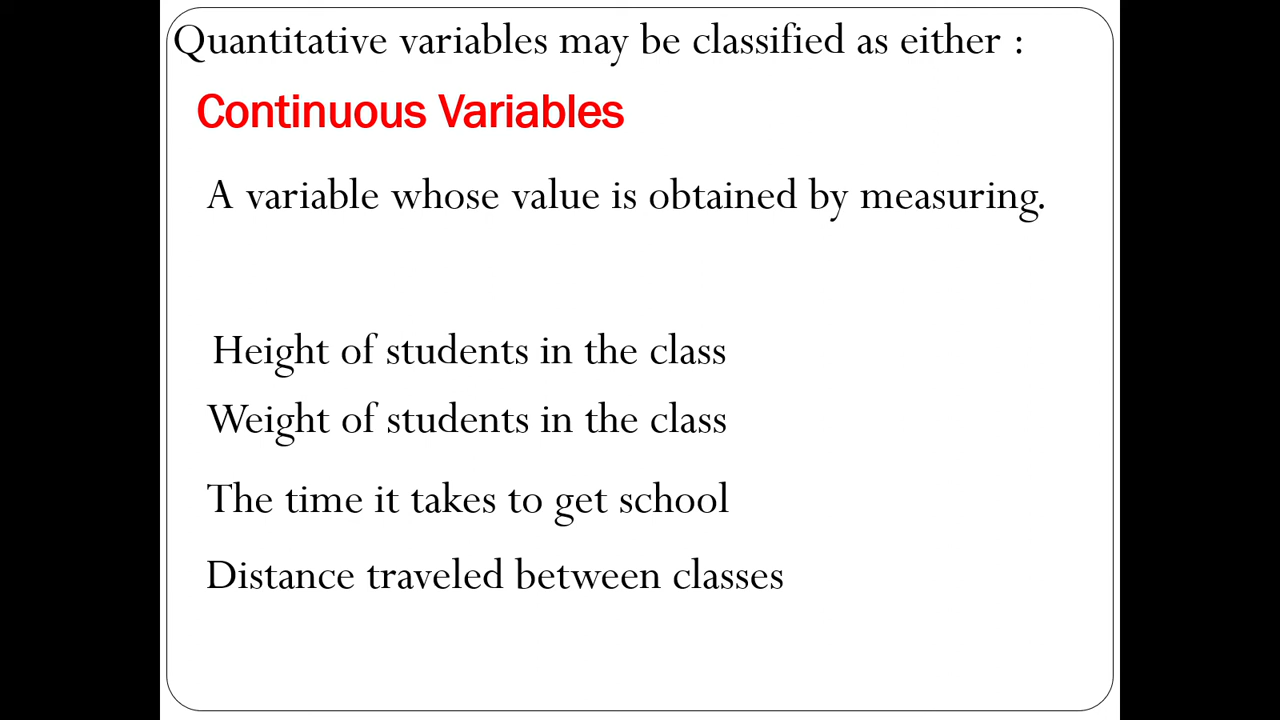 Quantitative variables may be classified as either :
Continuous Variables
A variable whose value is obtained by measuring.
Height of students in the class
Weight of students in the class
The time it takes to get school
Distance traveled between classes